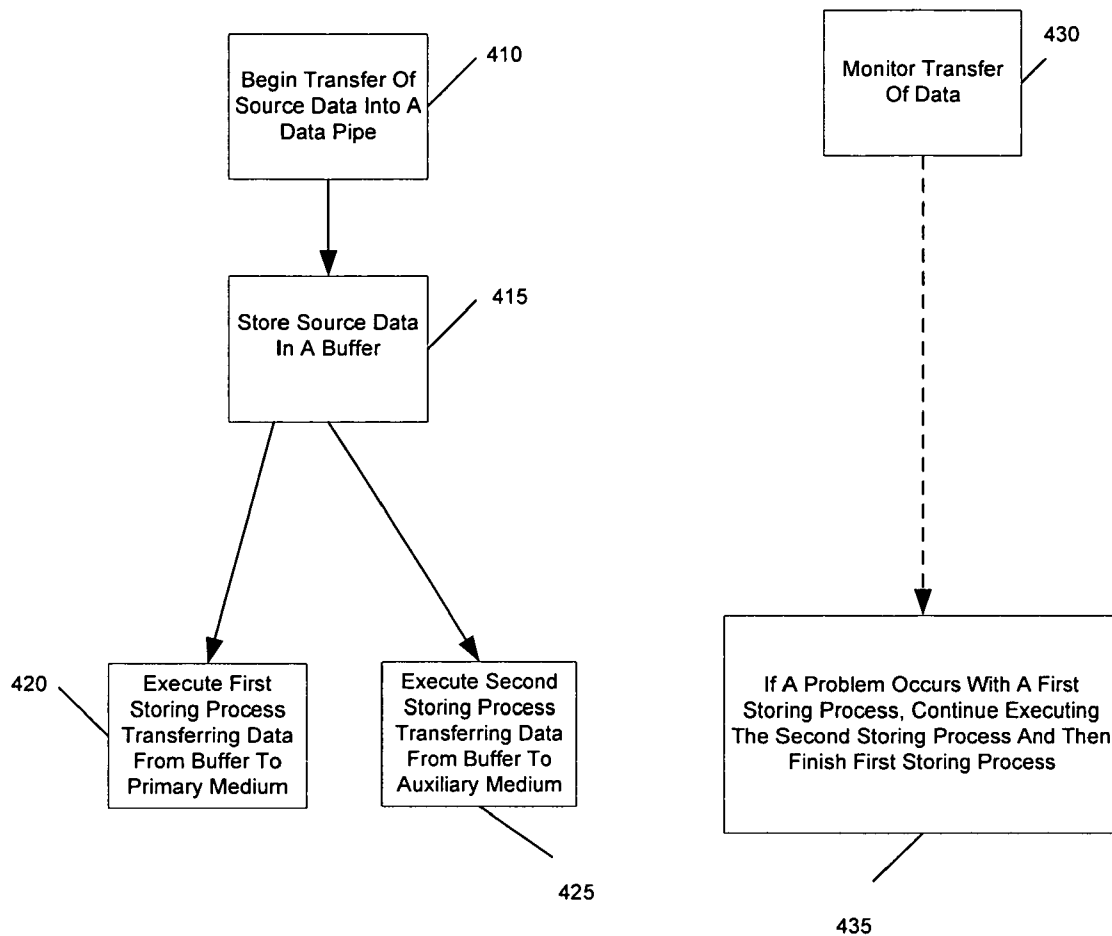 Begin Transfer Of
Source Data Into A
Data Pipe
410
Store Source Data
In A Buffer
415
420
Execute First
Storing Process
Transferring Data
From Buffer To
Primary Medium
Execute Second
Storing Process
Transferring Data
From Buffer To
Auxiliary Medium
425
Monitor Transfer
Of Data
430
If A Problem Occurs With A First
Storing Process, Continue Executing
The Second Storing Process And Then
Finish First Storing Process
435